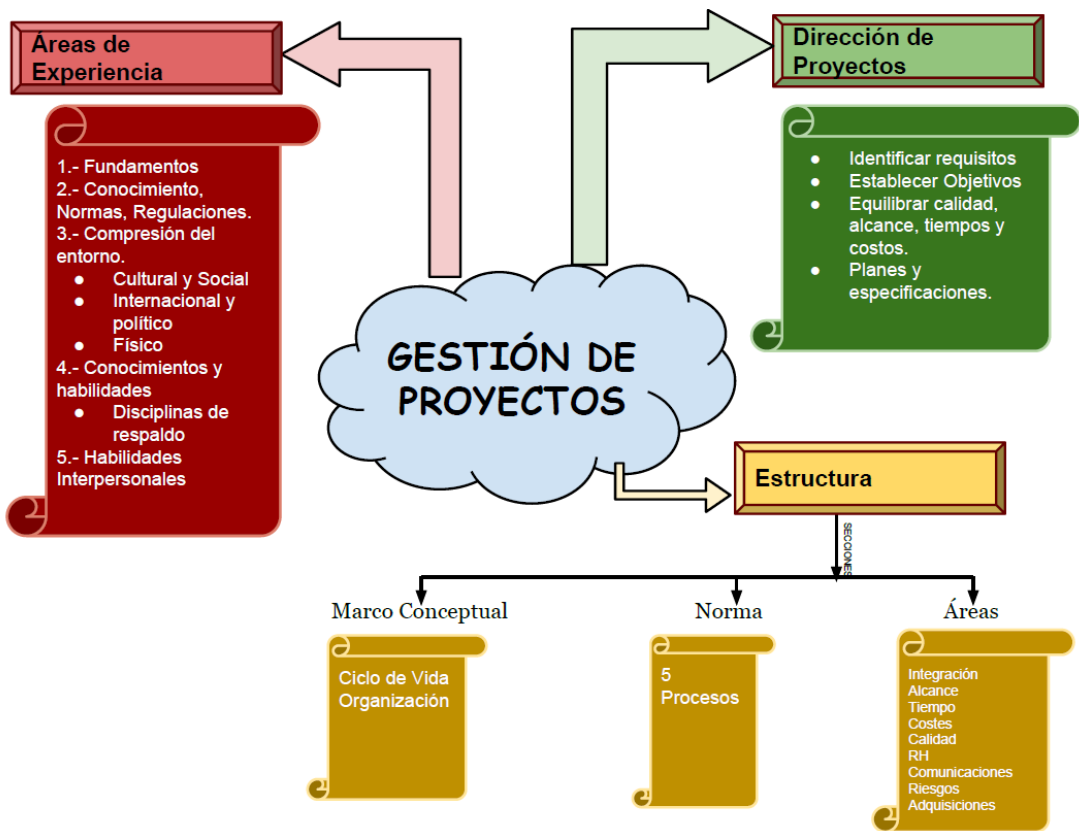 Áreas de
Experiencia
1.- Fundamentos
2.- Conocimiento,
Normas, Regulaciones.
3.- Compresión del
entorno.
● Cultural y Social
● Internacional y
político
● Físico
4.- Conocimientos y
habilidades
● Disciplinas de
respaldo
5.- Habilidades
Interpersonales
Dirección de
Proyectos
● Identificar requisitos
● Establecer Objetivos
● Equilibrar calidad,
alcance, tiempos y
costos.
● Planes y
especificaciones.
GESTIÓN DE
PROYECTOS
Estructura
SECCIONES
Marco Conceptual
Ciclo de Vida
Organización
Norma
5
Procesos
Áreas
Integración
Alcance
Tiempo
Costes
Calidad
RH
Comunicaciones
Riesgos
Adquisiciones